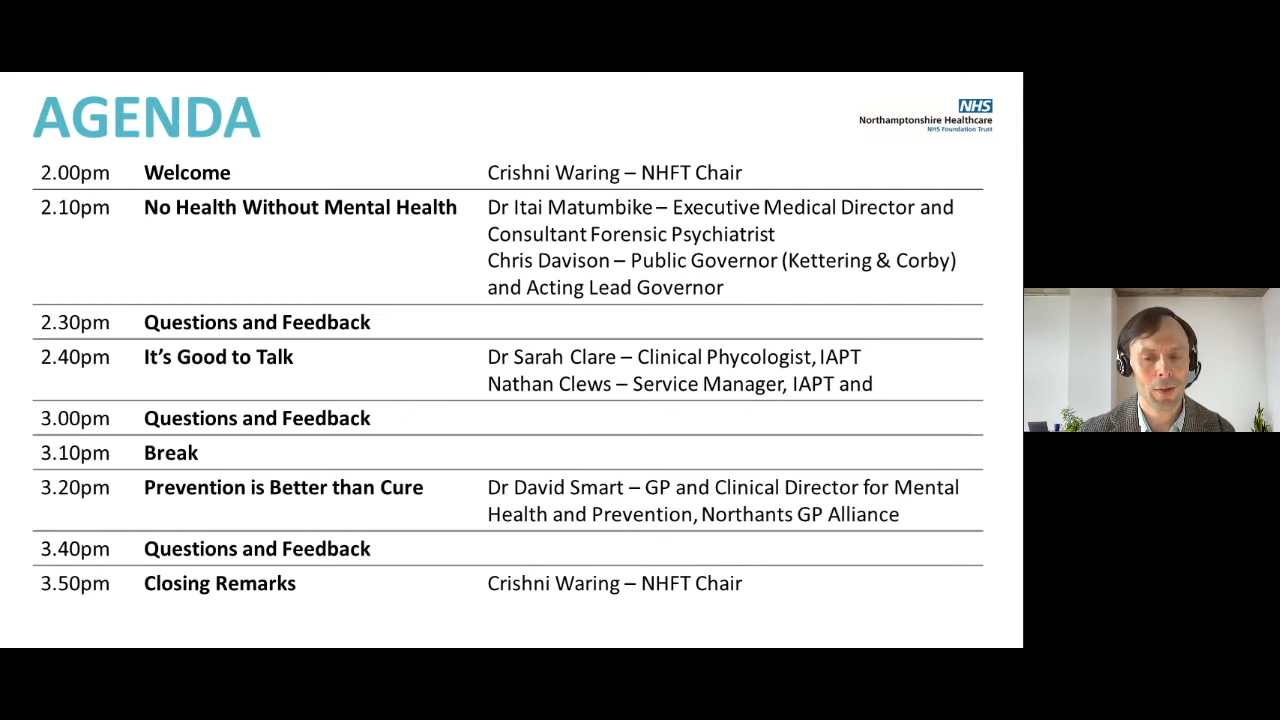 AGENDA
NHS
Northamptonshire Healthcare
NHS Foundation Trust
2.00pm Welcome Crishni Waring – NHFT Chair
2.10pm No Health Without Mental Health Dr Itai Matumbike – Executive Medical Director and
Consultant Forensic Psychiatrist
Chris Davison – Public Governor (Kettering & Corby)
and Acting Lead Governor
2.30pm Questions and Feedback
2.40pm It’s Good to Talk Dr Sarah Clare – Clinical Phycologist, IAPT
Nathan Clews – Service Manager, IAPT and
3.00pm Questions and Feedback
3.10pm Break
3.20pm Prevention is Better than Cure Dr David Smart – GP and Clinical Director for Mental
Health and Prevention, Northants GP Alliance
3.40pm Questions and Feedback
3.50pm Closing Remarks Crishni Waring – NHFT Chair